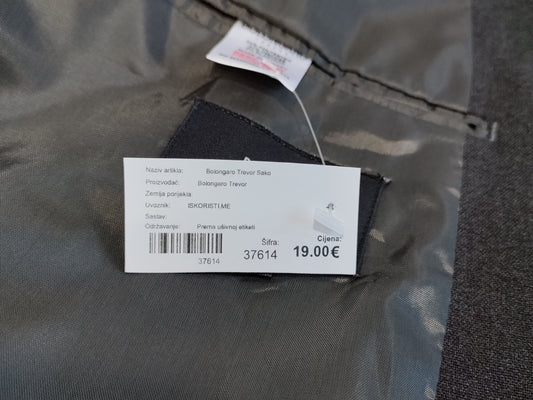 Naziv artikla: Bolongaro Trevor Sako
Proizvođač: Bolongaro Trevor
Zemlja porijekla:
Uvoznik: ISKORISTI.ME
Sastav:
Održavanje: Prema ušivnoj etiketi
Šifra: Cijena:
37614 37614 19.00€